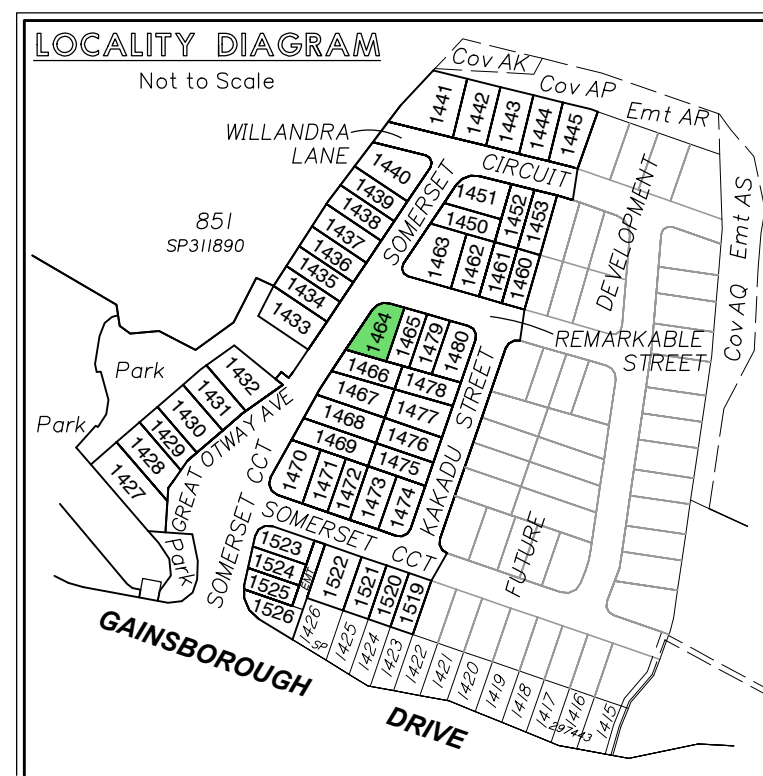 LOCALITY DIAGRAM
Not to Scale
Cov AK
Cov AP
Emt AR
1441
1442
1443
1444
1445
WILLANDRA
LANE
CIRCUIT
1440
1439
1438
1437
1436
1435
1434
1433
SOMERSET
1451
1450
1452
1453
1463
1462
1461
1460
851
SP311890
DEVELOPMENT
Cov AQ Emt AS
REMARKABLE
STREET
1464
1465
1479
1480
1466
1478
1467
1477
1468
1476
1469
1475
1470
1471
1472
1473
1474
KAKADU STREET
Park
Park
1432
1431
1430
1429
1428
1427
GREAT OTWAY AVE
SOMERSET CCT
SOMERSET CCT
Park
1523
1524
1525
1526
EMT
1522
1521
1520
1519
FUTURE
1426
SP
1425
1424
1423
1422
1421
1420
1419
1418
1417
1416
297443
1415
GAINSBOROUGH
DRIVE